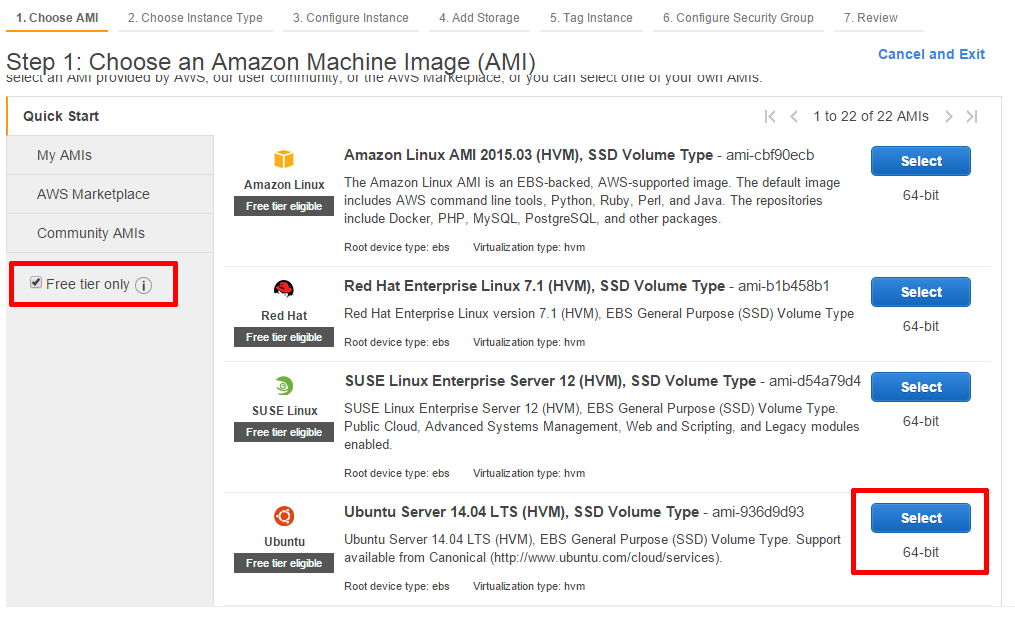 1. Choose AMI
2. Choose Instance Type
3. Configure Instance
4. Add Storage
5. Tag Instance
6. Configure Security Group
7. Review
Step 1: Choose an Amazon Machine Image (AMI)
Cancel and Exit
select an AMI provided by AWS, our user community, or the AWS Marketplace, or you can select one of your own AMIs.
Quick Start
1 to 22 of 22 AMIs
My AMIs
AWS Marketplace
Community AMIs
Free tier only
Amazon Linux
Free tier eligible
Amazon Linux AMI 2015.03 (HVM), SSD Volume Type - ami-cbf90ecb
The Amazon Linux AMI is an EBS-backed, AWS-supported image. The default image
includes AWS command line tools, Python, Ruby, Perl, and Java. The repositories
include Docker, PHP, MySQL, PostgreSQL, and other packages.
Root device type: ebs Virtualization type: hvm
Select
64-bit
Red Hat
Free tier eligible
Red Hat Enterprise Linux 7.1 (HVM), SSD Volume Type - ami-b1b458b1
Red Hat Enterprise Linux version 7.1 (HVM), EBS General Purpose (SSD) Volume Type
Root device type: ebs Virtualization type: hvm
Select
64-bit
SUSE Linux
Free tier eligible
SUSE Linux Enterprise Server 12 (HVM), SSD Volume Type - ami-d54a79d4
SUSE Linux Enterprise Server 12 (HVM), EBS General Purpose (SSD) Volume Type.
Public Cloud, Advanced Systems Management, Web and Scripting, and Legacy modules
enabled.
Root device type: ebs Virtualization type: hvm
Select
64-bit
Ubuntu
Free tier eligible
Ubuntu Server 14.04 LTS (HVM), SSD Volume Type - ami-936d9d93
Ubuntu Server 14.04 LTS (HVM), EBS General Purpose (SSD) Volume Type. Support
available from Canonical (http://www.ubuntu.com/cloud/services).
Root device type: ebs Virtualization type: hvm
Select
64-bit